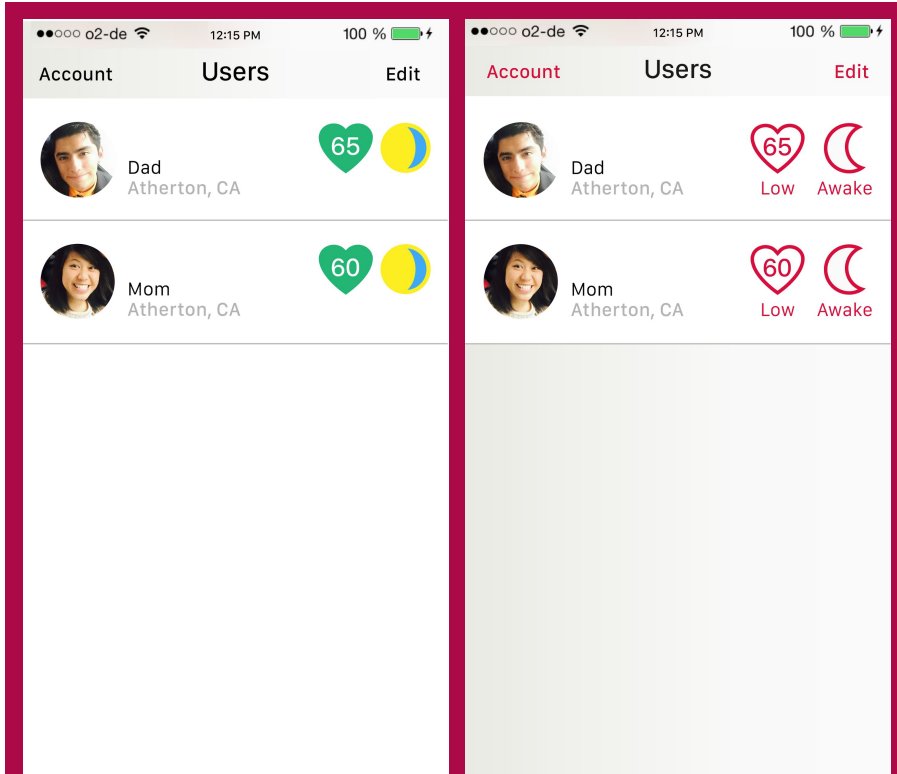 o2-de 12:15 PM 100 %
Account Users Edit
65
Dad
Atherton, CA
60
Mom
Atherton, CA
o2-de 12:15 PM 100 %
Account Users Edit
65
Dad
Atherton, CA Low Awake
60
Mom
Atherton, CA Low Awake